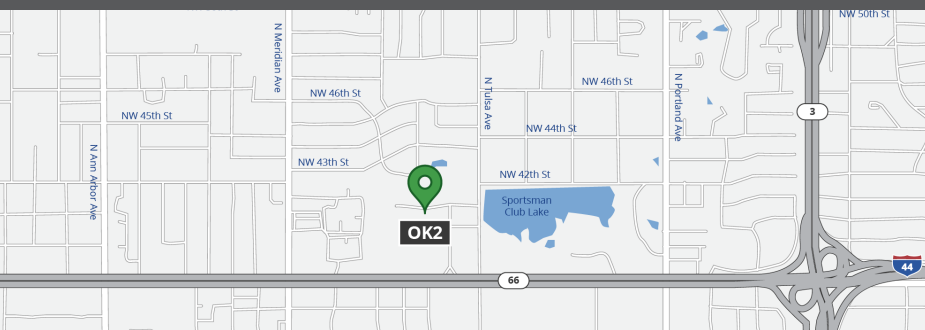 NW 50th St
N Meridian Ave
NW 46th St
NW 46th St
N Tulsa Ave
N Portland Ave
3
NW 45th St
NW 44th St
N Ann Arbor Ave
NW 43th St
NW 42th St
Sportsman
Club Lake
OK2
44
66